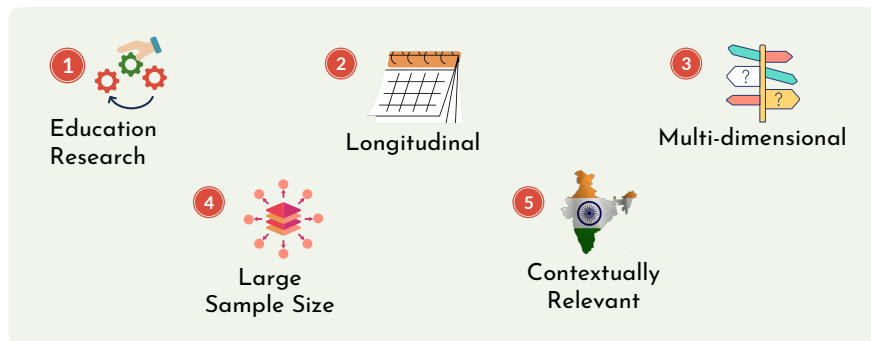 1
Education
Research
2
Longitudinal
3
?
?
Multi-dimensional
4
Large
Sample Size
5
Contextually
Relevant